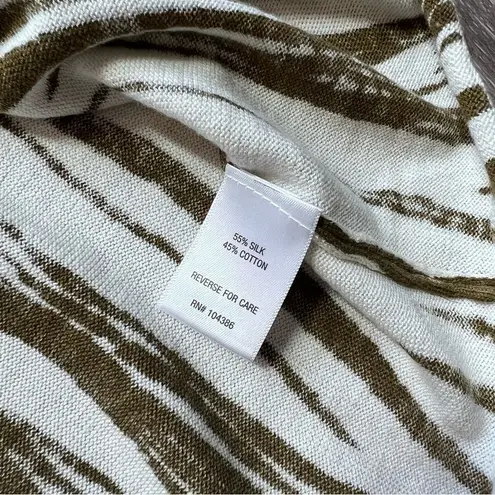 55% SILK
45% COTTON
REVERSE FOR CARE
RN# 104386